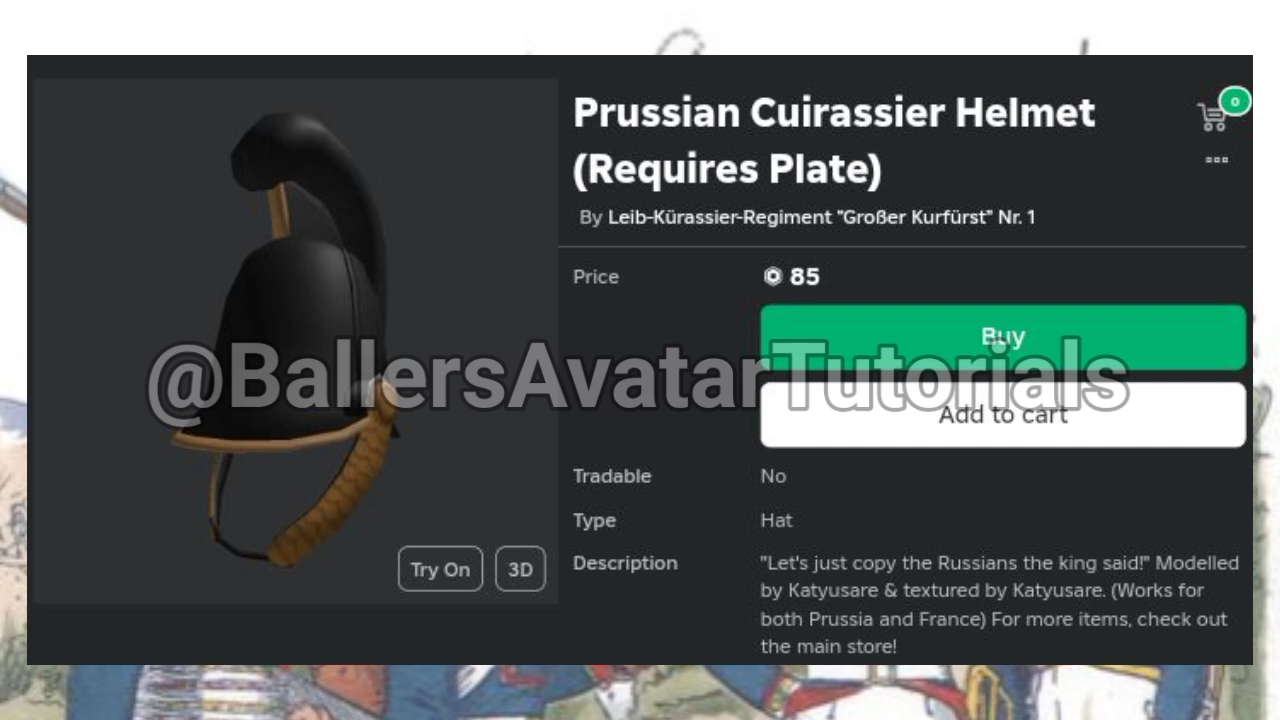 Prussian Cuirassier Helmet
(Requires Plate)
0
By Leib-Kürassier-Regiment "Großer Kurfürst" Nr. 1
Price
85
Buy
@BallersAvatarTutorials
Add to cart
Tradable
No
Type
Hat
Try On
3D
Description
"Let's just copy the Russians the king said!" Modelled
by Katyusare & textured by Katyusare. (Works for
both Prussia and France) For more items, check out
the main store!